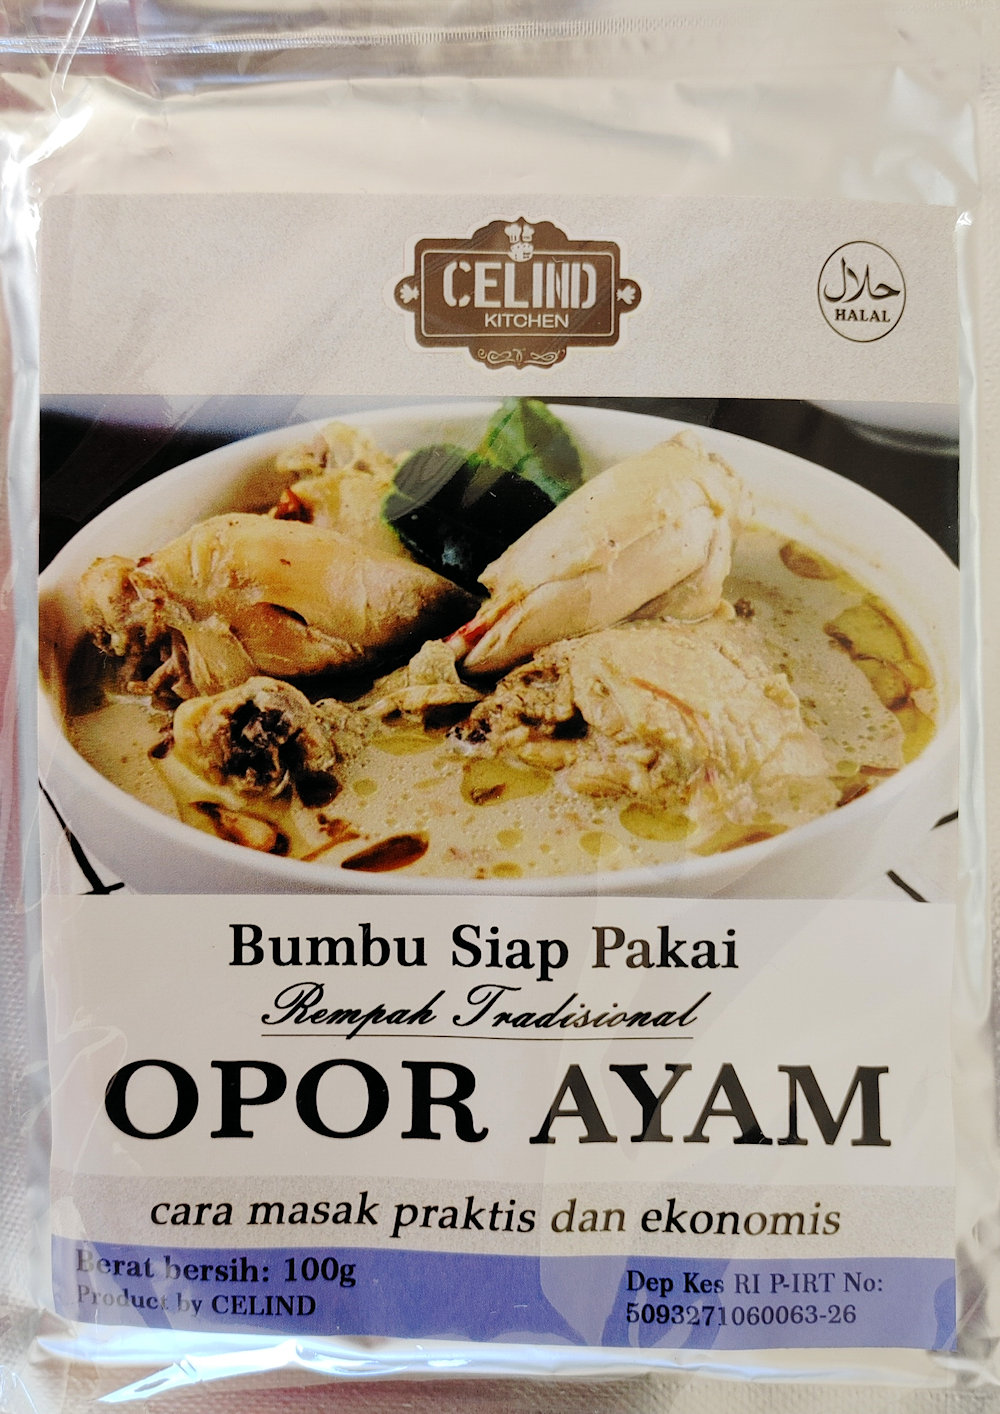 CELIND
KITCHEN
حلال
HALAL
Bumbu Siap Pakai
Rempah Tradisional
OPOR AYAM
cara masak praktis dan ekonomis
Berat bersih: 100g
Product by CELIND
Dep Kes RI P-IRT No:
5093271060063-26